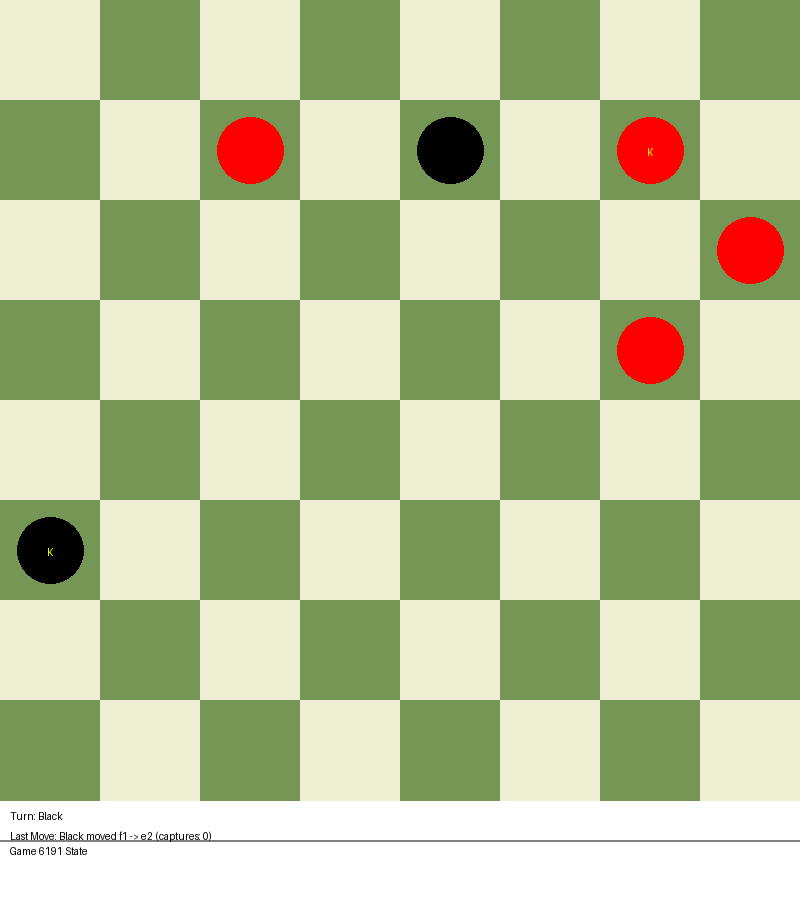 K
K
Turn: Black
Last Move: Black moved f1 -> e2 (captures: 0)
Game 6191 State